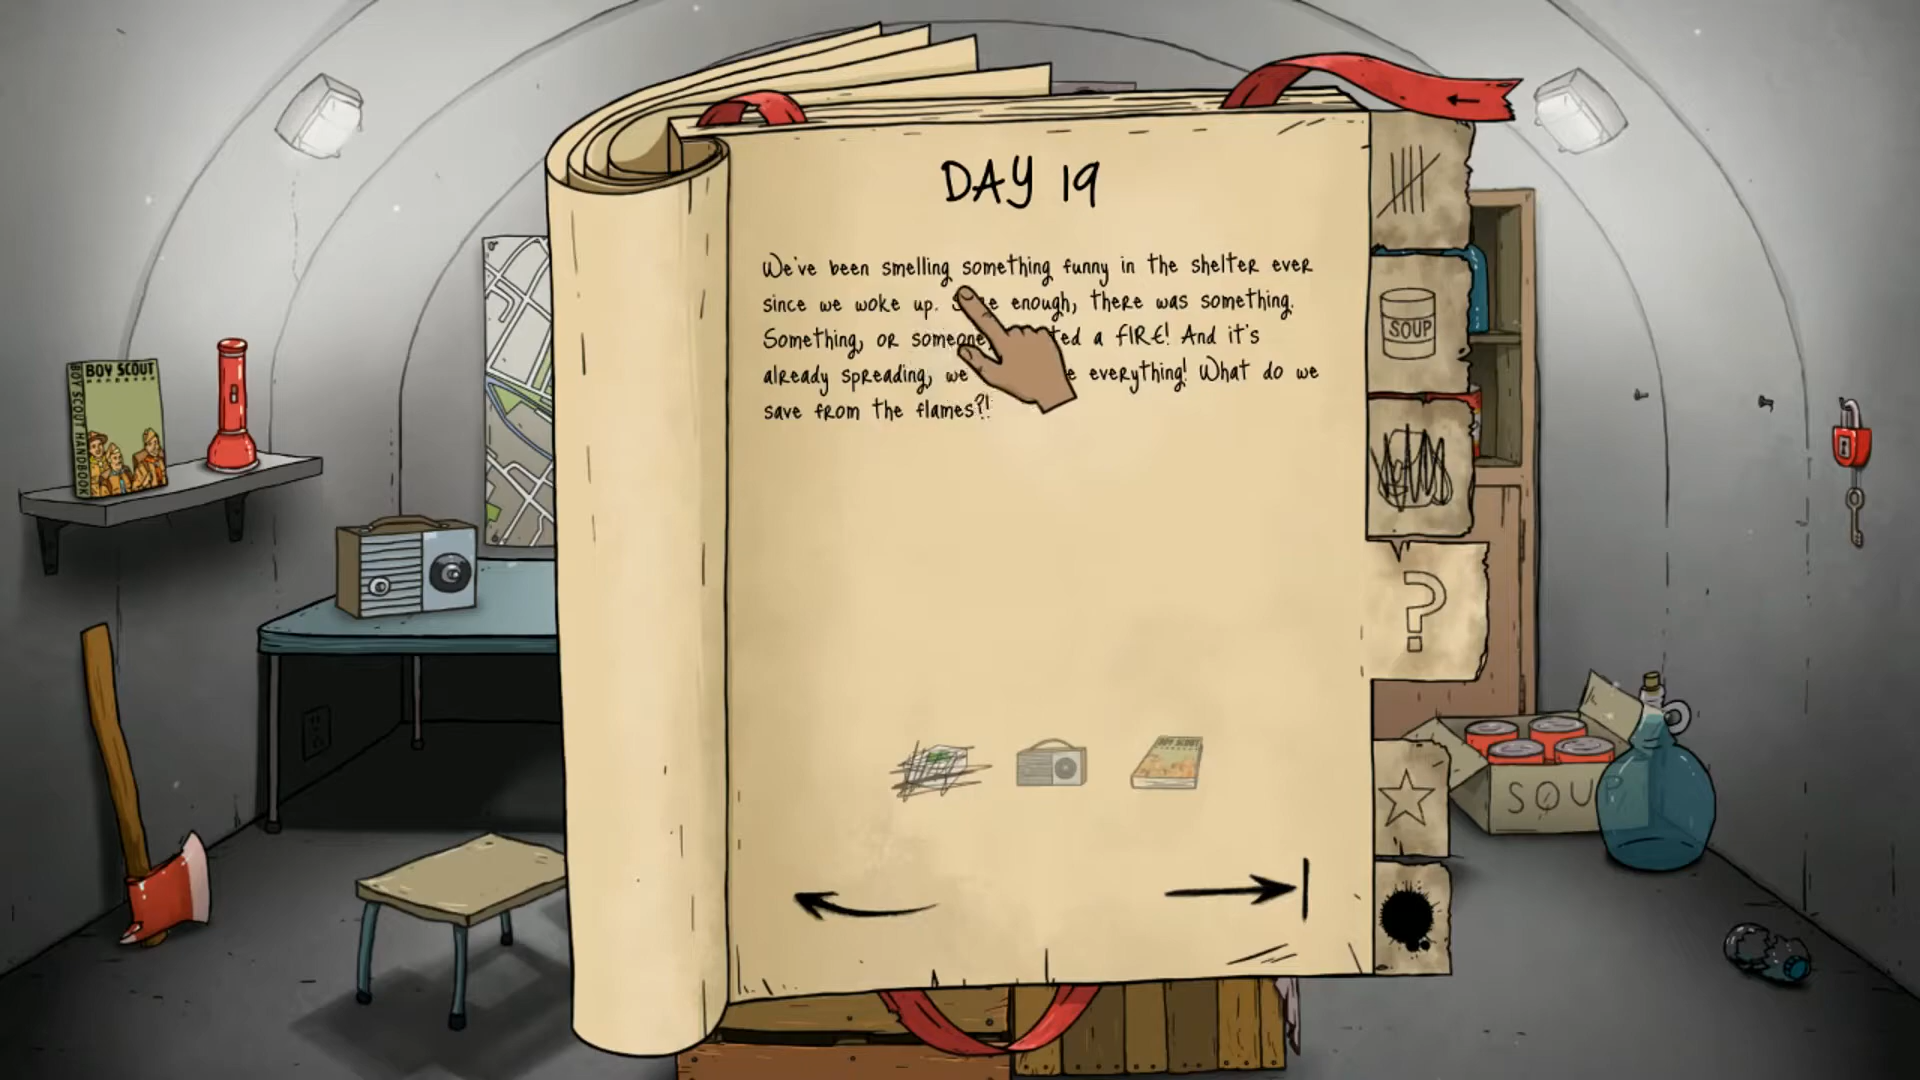 DAY 19
We've been smelling something funny in the shelter ever
since we woke up. enough, there was something.
Something, or someone, a FIRE! And it's
already spreading, we everything! What do we
save from the flames?!
BOY SCOUT
BOY SCOUT HANDBOOK
SOUP
BOY SCOUT
SOUP